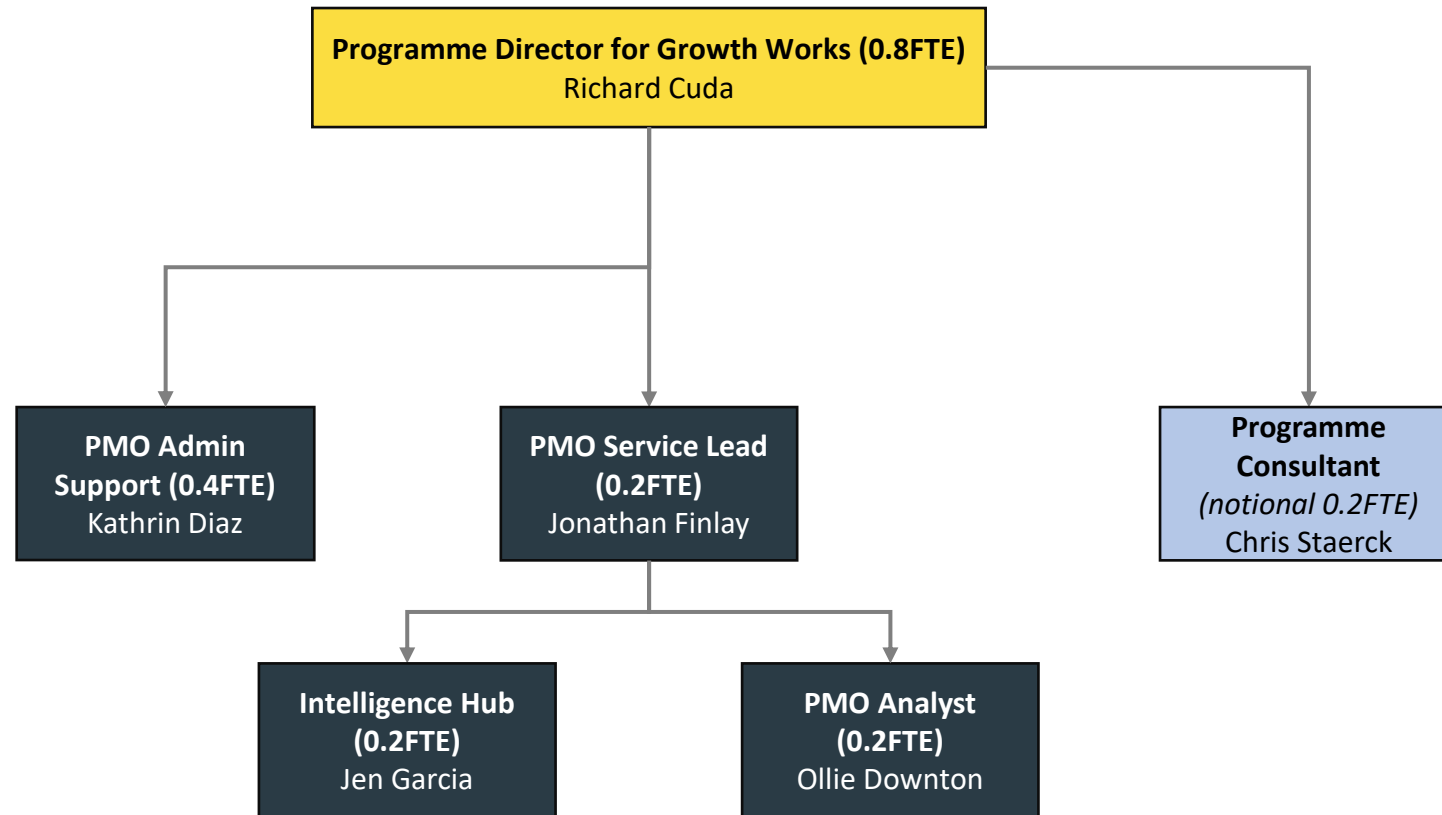 Programme Director for Growth Works (0.8FTE)
Richard Cuda
PMO Admin
Support (0.4FTE)
Kathrin Diaz
PMO Service Lead
(0.2FTE)
Jonathan Finlay
Programme
Consultant
(notional 0.2FTE)
Chris Staerck
Intelligence Hub
(0.2FTE)
Jen Garcia
PMO Analyst
(0.2FTE)
Ollie Downton